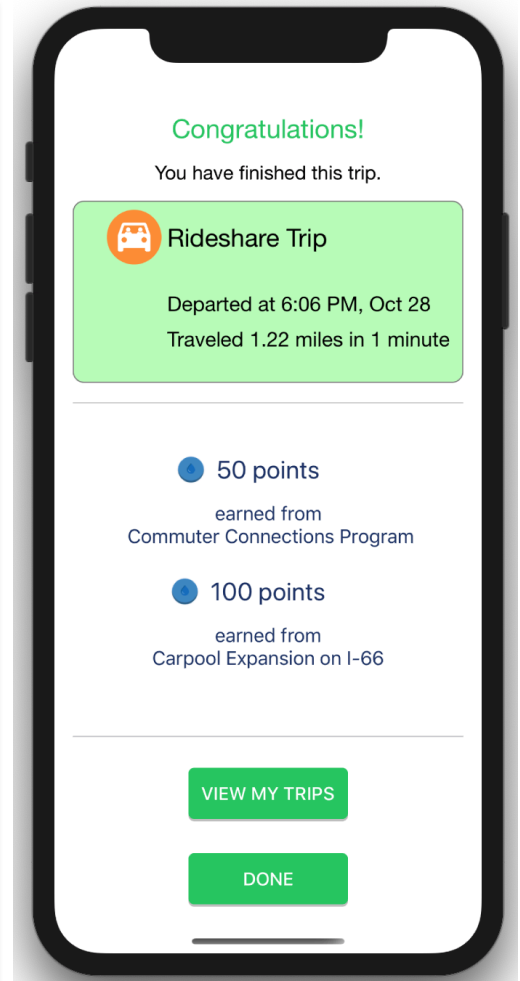 Congratulations!
You have finished this trip.
Rideshare Trip
Departed at 6:06 PM, Oct 28
Traveled 1.22 miles in 1 minute
50 points
earned from
Commuter Connections Program
100 points
earned from
Carpool Expansion on I-66
VIEW MY TRIPS
DONE